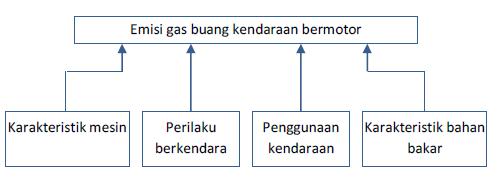 Emisi gas buang kendaraan bermotor
Karakteristik mesin
Perilaku
berkendara
Penggunaan
kendaraan
Karakteristik bahan
bakar